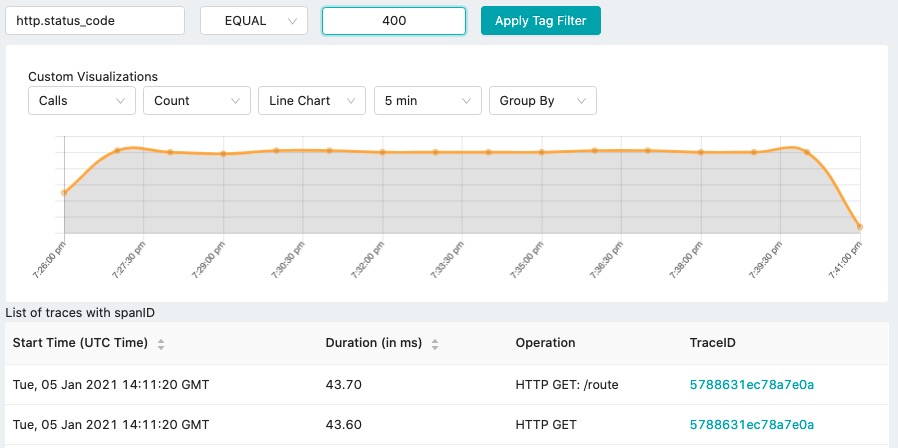 http.status_code EQUAL 400 Apply Tag Filter
Custom Visualizations
Calls Count Line Chart 5 min Group By
7:26:00 pm 7:27:30 pm 7:29:00 pm 7:30:30 pm 7:32:00 pm 7:33:30 pm 7:35:00 pm 7:36:30 pm 7:38:00 pm 7:39:30 pm 7:41:00 pm
List of traces with spanID
Start Time (UTC Time) Duration (in ms) Operation TraceID
Tue, 05 Jan 2021 14:11:20 GMT 43.70 HTTP GET: /route 5788631ec78a7e0a
Tue, 05 Jan 2021 14:11:20 GMT 43.60 HTTP GET 5788631ec78a7e0a